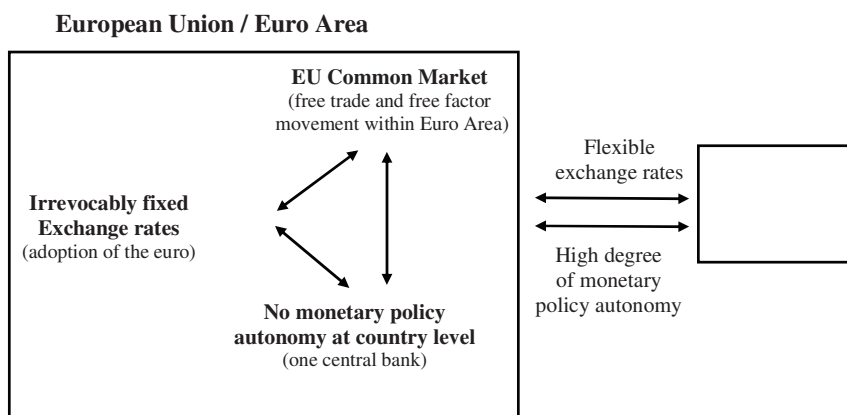 European Union / Euro Area
EU Common Market
(free trade and free factor
movement within Euro Area)
Irrevocably fixed
Exchange rates
(adoption of the euro)
No monetary policy
autonomy at country level
(one central bank)
Flexible
exchange rates
High degree
of monetary
policy autonomy